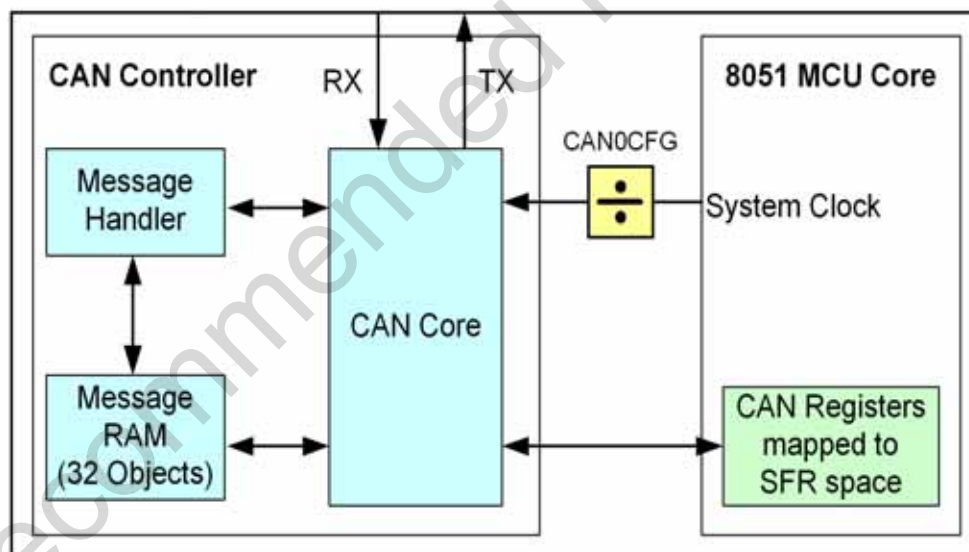 CAN Controller
RX
TX
8051 MCU Core
CAN0CFG
Message
Handler
System Clock
CAN Core
Message
RAM
(32 Objects)
CAN Registers
mapped to
SFR space
ecommended